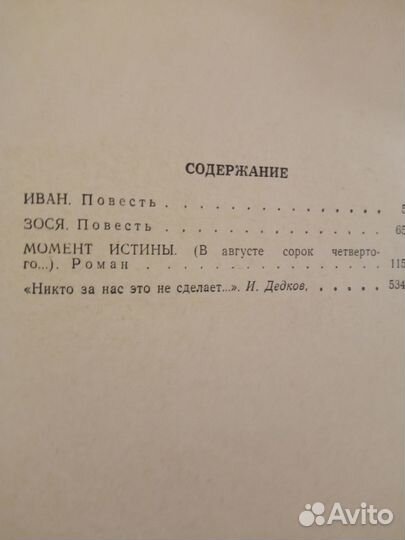 СОДЕРЖАНИЕ
ИВАН. Повесть . . . . . . . . . . . . . . . 5
ЗОСЯ. Повесть . . . . . . . . . . . . . . . 65
МОМЕНТ ИСТИНЫ. (В августе сорок четверто-
го...). Роман . . . . . . . . . . . . . . . 115
«Никто за нас это не сделает...». И. Дедков. . . . . . 534
Avito